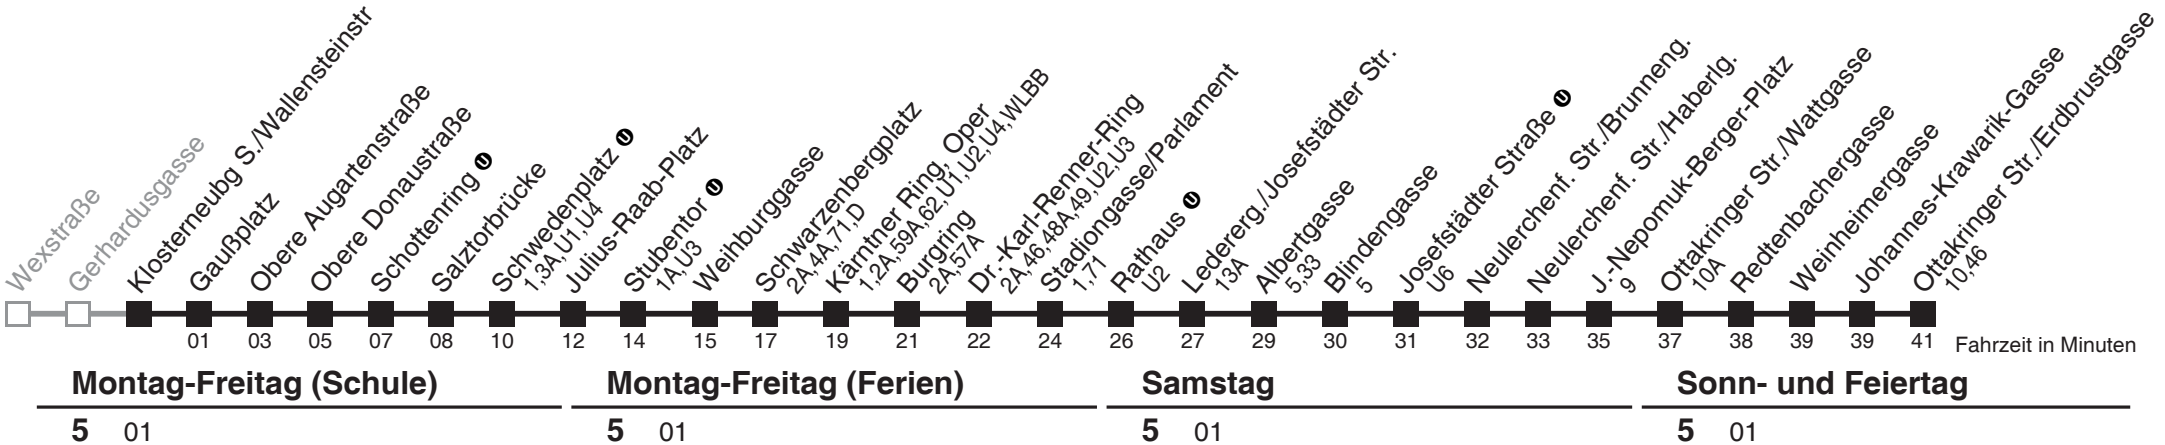 Wexstraße
Gerhardusgasse
Klosterneubg S./Wallensteinstr
Gaußplatz
Obere Augartenstraße
Obere Donaustraße
Schottenring U
Salztorbrücke
Schwedenplatz U
1,3A,U1,U4
Julius-Raab-Platz
Stubentor U
1A,U3
Weihburggasse
Schwarzenbergplatz
2A,4A,71,D
Kärntner Ring, Oper
1,2A,59A,62,U1,U2,U4,WLBB
Burgring
2A,57A
Dr.-Karl-Renner-Ring
2A,46,48A,49,U2,U3
Stadiongasse/Parlament
1,71
Rathaus U
U2
Ledererg./Josefstädter Str.
13A
Albertgasse
5,33
Blindengasse
5
Josefstädter Straße U
U6
Neulerchenf. Str./Brunneng.
Neulerchenf. Str./Haberlg.
J.-Nepomuk-Berger-Platz
9
Ottakringer Str./Wattgasse
10A
Redtenbachergasse
Weinheimergasse
Johannes-Krawarik-Gasse
Ottakringer Str./Erdbrustgasse
10,46
01 03 05 07 08 10 12 14 15 17 19 21 22 24 26 27 29 30 31 32 33 35 37 38 39 39 41 Fahrzeit in Minuten
Montag-Freitag (Schule) Montag-Freitag (Ferien) Samstag Sonn- und Feiertag
5 01 5 01 5 01 5 01